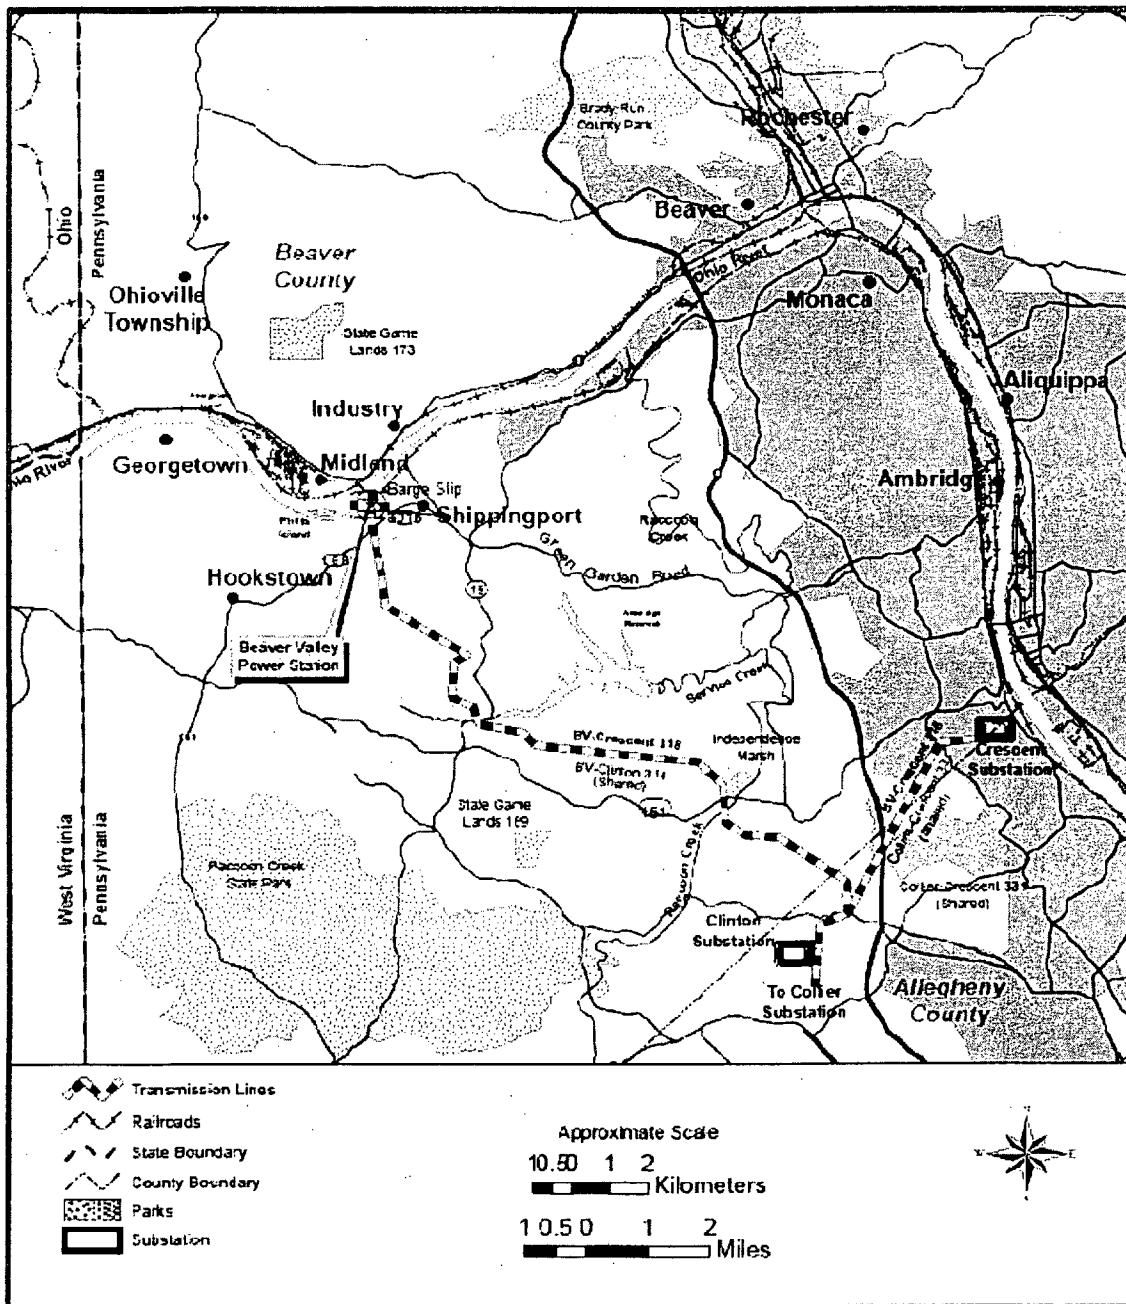 Brady Run
County Park
Rochester
Beaver
Ohio
Pennsylvania
168
Beaver
County
Ohio River
Ohioville
Township
Monaca
State Game
Lands 173
Aliquippa
Industry
Georgetown
Midland
Ambridge
Barge Slip
Shippingport
Raccoon
Creek
Green Garden Road
Hookstown
168
18
Beaver Valley
Power Station
Service Creek
BV-Crescent 318
Independence
Marsh
BV-Clinton 314
(Shared)
Crescent
Substation
State Game
Lands 189
151
Raccoon Creek
State Park
Raccoon Creek
West Virginia
Pennsylvania
(Shared)
Clinton
Substation
To Collier
Substation
Allegheny
County
Transmission Lines
Railroads
State Boundary
County Boundary
Parks
Substation
Approximate Scale
1 0.5 0 1 2
Kilometers
1 0.5 0 1 2
Miles
E